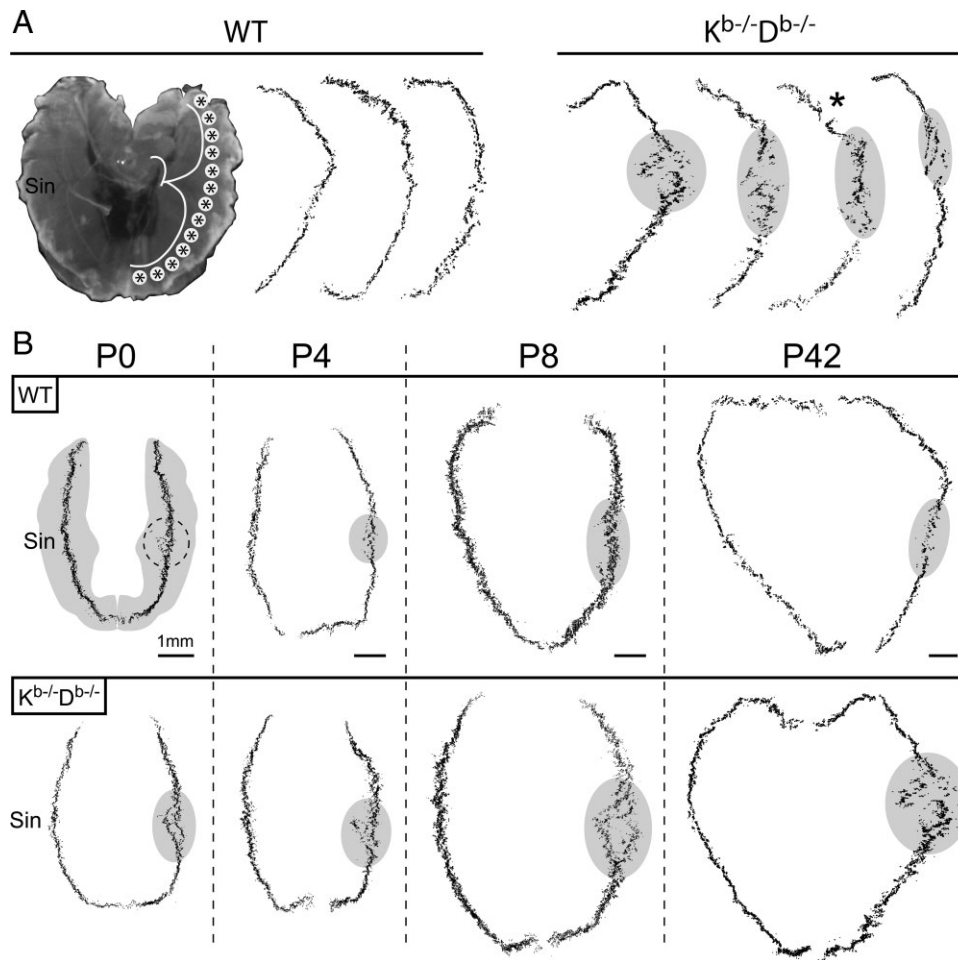 A
WT
K^b-/-D^b-/-
Sin
*
B
P0 P4 P8 P42
WT
Sin
1mm
K^b-/-D^b-/-
Sin